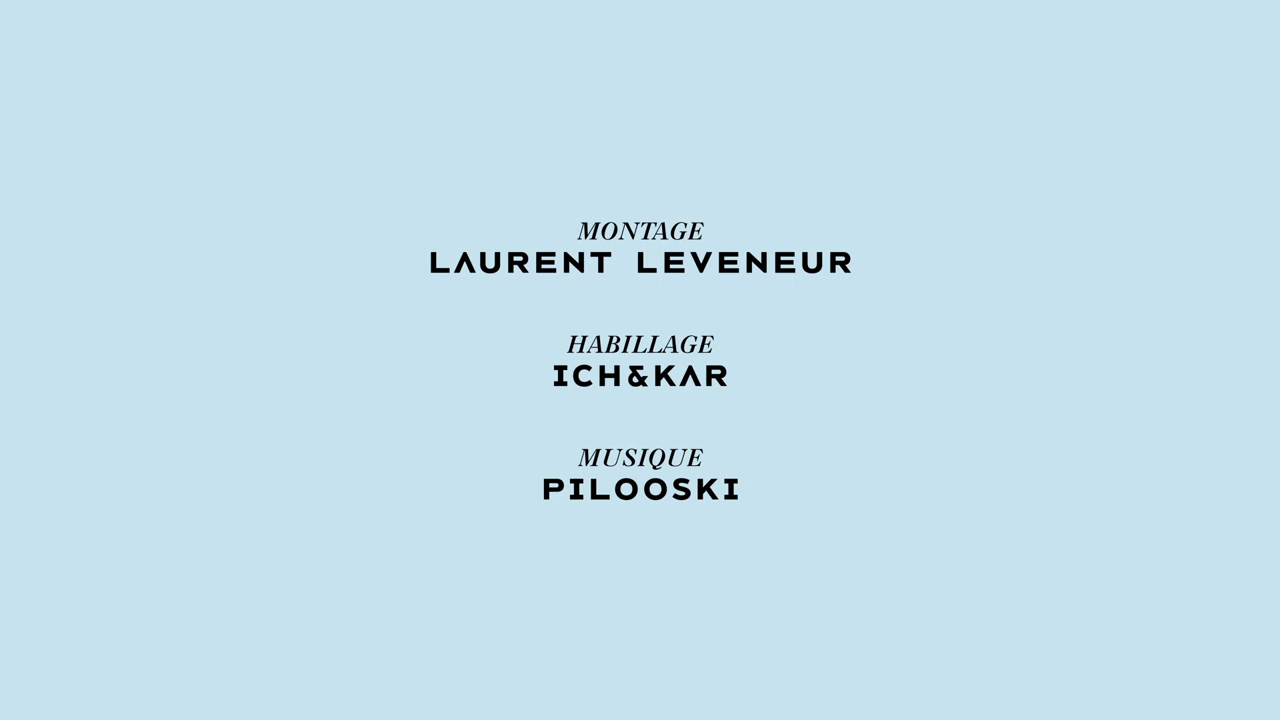 MONTAGE
LAURENT LEVENEUR
HABILLAGE
ICH&KAR
MUSIQUE
PILOOSKI